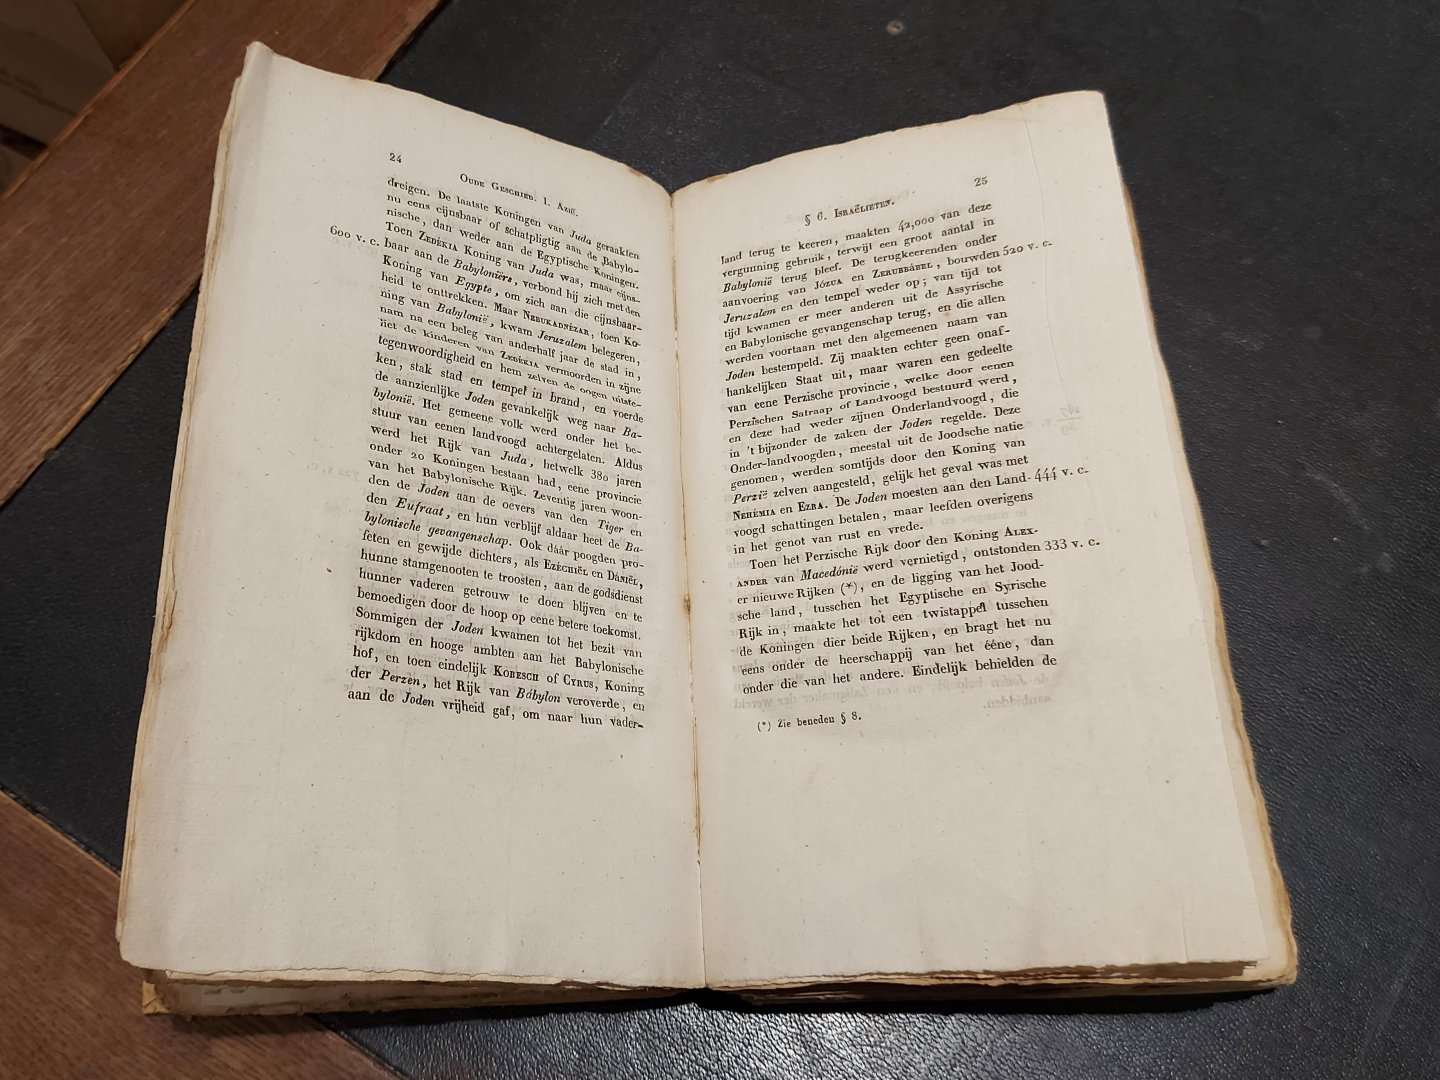 24
OUDE GESCHIED. I. AZIË.
dreigen. De laatste Koningen van Juda geraakten
nu eens cijnsbaar of schatpligtig aan de Babylo-
nische, dan weder aan de Egyptische Koningen.
Toen ZEDÉKIA Koning van Juda was, maar cijns-
600 v. c. baar aan de Babyloniërs, verbond hij zich met den
Koning van Egypte, om zich aan die cijnsbaar-
heid te onttrekken. Maar NEBUKADNÉZAR, toen Ko-
ning van Babylonië, kwam Jeruzalem belegeren,
nam na een beleg van anderhalf jaar de stad in,
liet de kinderen van ZEDÉKIA vermoorden in zijne
tegenwoordigheid en hem zelven de oogen uitste-
ken, stak stad en tempel in brand, en voerde
de aanzienlijke Joden gevankelijk weg naar Ba-
bylonië. Het gemeene volk werd onder het be-
stuur van eenen landvoogd achtergelaten. Aldus
werd het Rijk van Juda, hetwelk 380 jaren
onder 20 Koningen bestaan had, eene provincie
van het Babylonische Rijk. Zeventig jaren woon-
den de Joden aan de oevers van den Tiger en
den Eufraat, en hun verblijf aldaar heet de Ba-
bylonische gevangenschap. Ook dáár poogden pro-
feten en gewijde dichters, als EZÉCHIËL en DÁNIËL,
hunne stamgenooten te troosten, aan de godsdienst
hunner vaderen getrouw te doen blijven en te
bemoedigen door de hoop op eene betere toekomst.
Sommigen der Joden kwamen tot het bezit van
rijkdom en hooge ambten aan het Babylonische
hof, en toen eindelijk KORESCH of CYRUS, Koning
der Perzen, het Rijk van Bábylon veroverde, en
aan de Joden vrijheid gaf, om naar hun vader-
25
§ 6. ISRAËLIETEN.
land terug te keeren, maakten 42,000 van deze
vergunning gebruik, terwijl een groot aantal in
Babylonië terug bleef. De terugkeerenden onder
aanvoering van JÓZUA en ZERUBBÁBEL, bouwden 520 v. c.
Jeruzalem en den tempel weder op; van tijd tot
tijd kwamen er meer anderen uit de Assyrische
en Babylonische gevangenschap terug, en die allen
werden voortaan met den algemeenen naam van
Joden bestempeld. Zij maakten echter geen onaf-
hankelijken Staat uit, maar waren een gedeelte
van eene Perzische provincie, welke door eenen
Perzischen Satraap of Landvoogd bestuurd werd,
en deze had weder zijnen Onderlandvoogd, die
in 't bijzonder de zaken der Joden regelde. Deze
Onder-landvoogden, meestal uit de Joodsche natie
genomen, werden somtijds door den Koning van
Perzië zelven aangesteld, gelijk het geval was met
NEHÉMIA en EZRA. De Joden moesten aan den Land- 444 v. c.
voogd schattingen betalen, maar leefden overigens
in het genot van rust en vrede.
Toen het Perzische Rijk door den Koning ALEX-
ANDER van Macedónië werd vernietigd, ontstonden 333 v. c.
er nieuwe Rijken (*), en de ligging van het Jood-
sche land, tusschen het Egyptische en Syrische
Rijk in, maakte het tot een twistappel tusschen
de Koningen dier beide Rijken, en bragt het nu
eens onder de heerschappij van het ééne, dan
onder die van het andere. Eindelijk behielden de
(*) Zie beneden § 8.